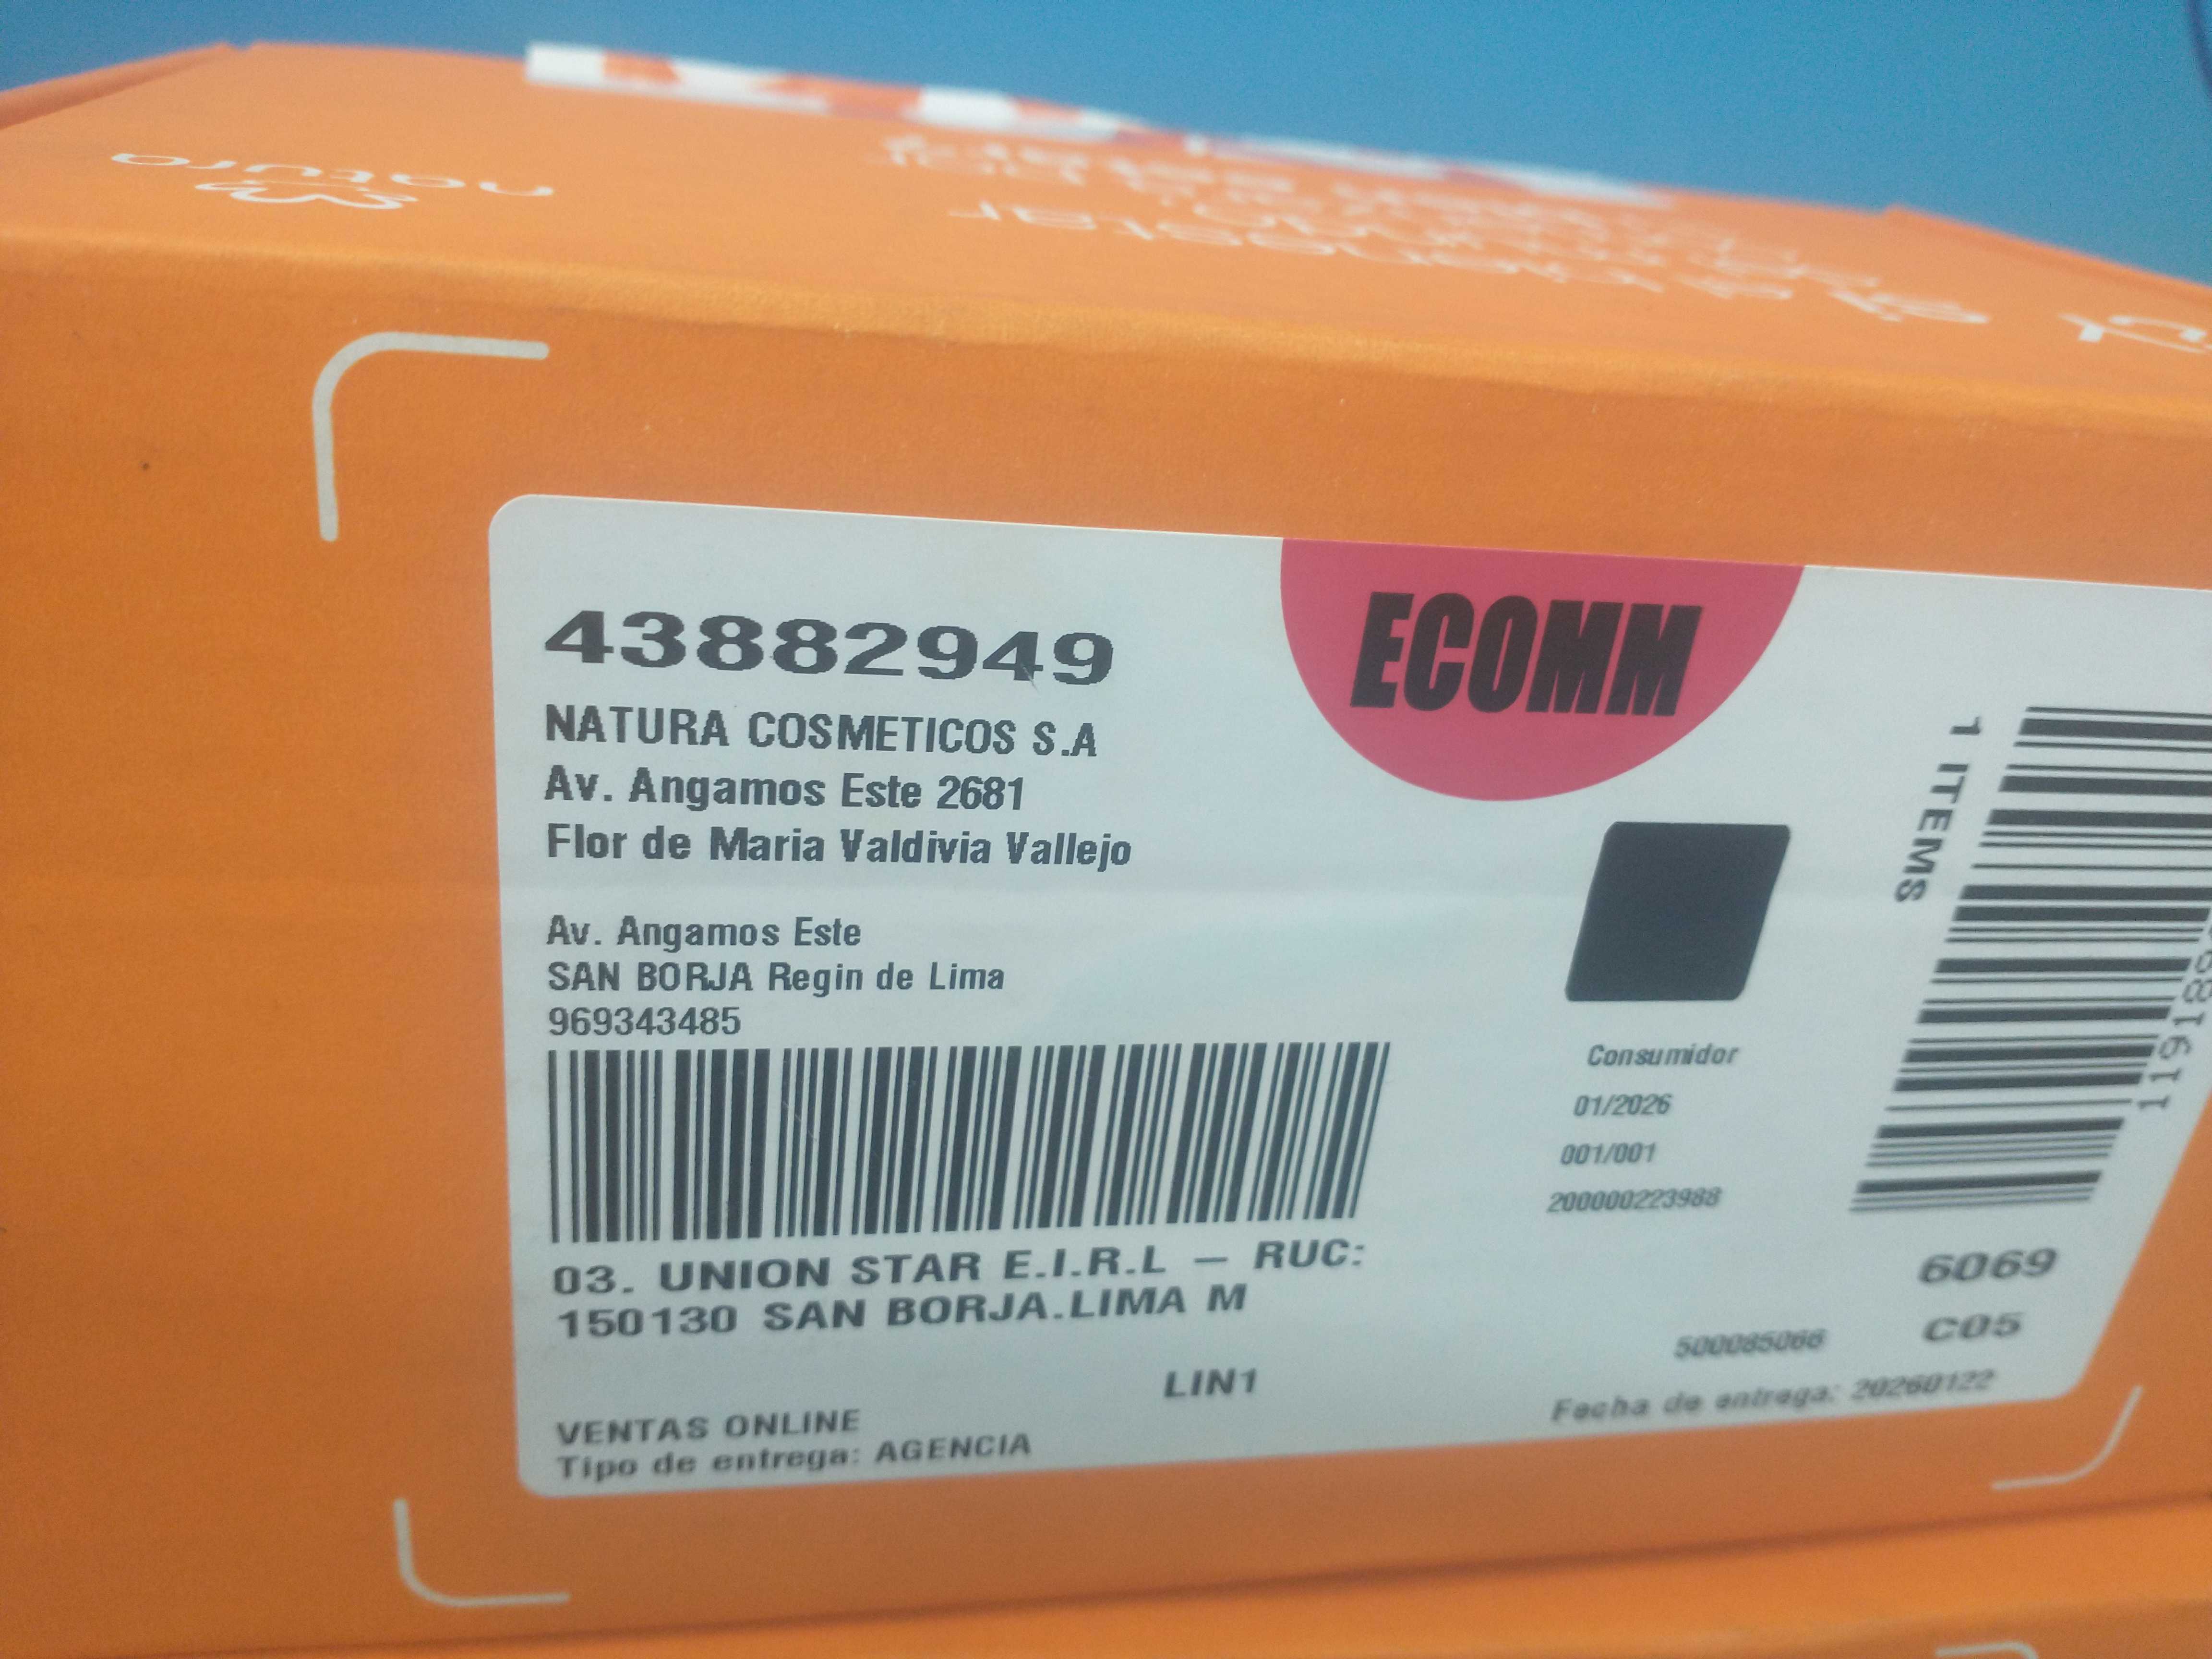 natura
43882949
NATURA COSMETICOS S.A
Av. Angamos Este 2681
Flor de Maria Valdivia Vallejo
Av. Angamos Este
SAN BORJA Regin de Lima
969343485
03. UNION STAR E.I.R.L – RUC:
150130 SAN BORJA.LIMA M
LIN1
VENTAS ONLINE
Tipo de entrega: AGENCIA
ECOMM
Consumidor
01/2026
001/001
200000223988
1 ITEMS
6069
C05
500085066
Fecha de entrega: 20260122